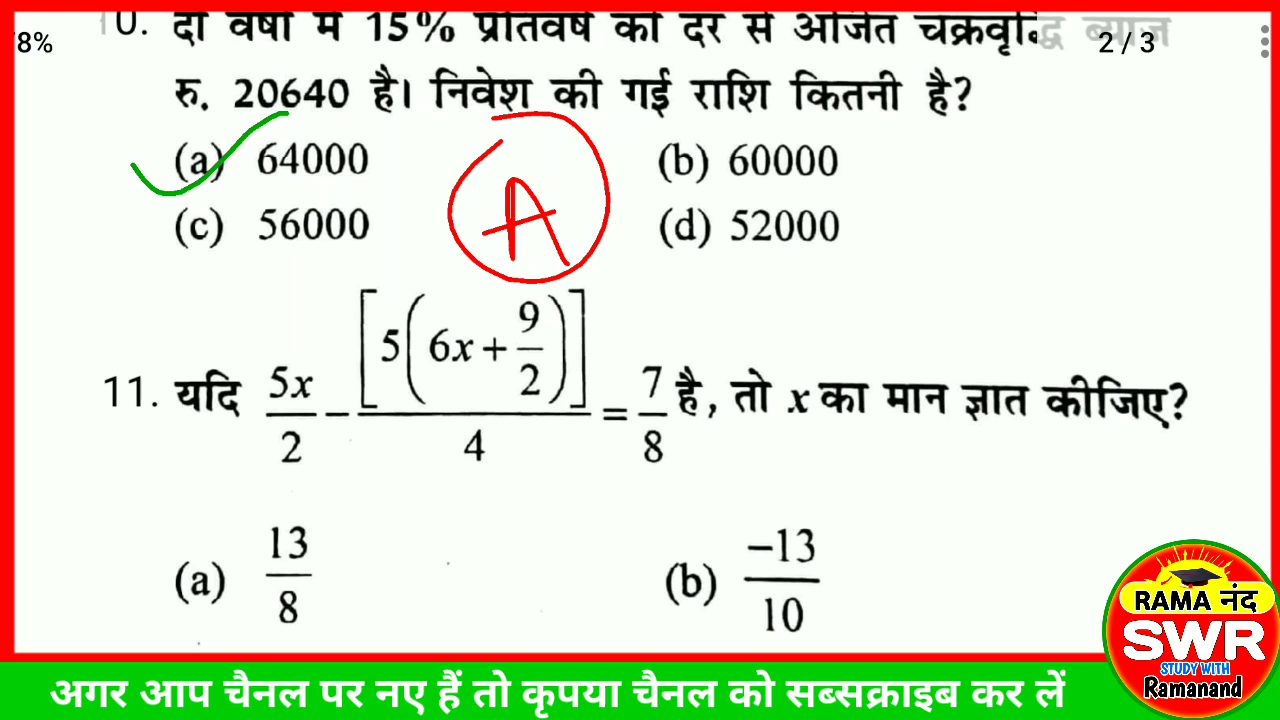 10. दो वर्षों में 15% प्रतिवर्ष की दर से अर्जित चक्रवृद्धि ब्याज
78% 2 / 3
रु. 20640 है। निवेश की गई राशि कितनी है?
(a) 64000 (b) 60000
A
(c) 56000 (d) 52000
11. यदि 5x/2 − [5(6x + 9/2)]/4 = 7/8 है, तो x का मान ज्ञात कीजिए?
(a) 13/8 (b) −13/10
RAMA नंद
SWR
STUDY WITH
Ramanand
अगर आप चैनल पर नए हैं तो कृपया चैनल को सब्सक्राइब कर लें